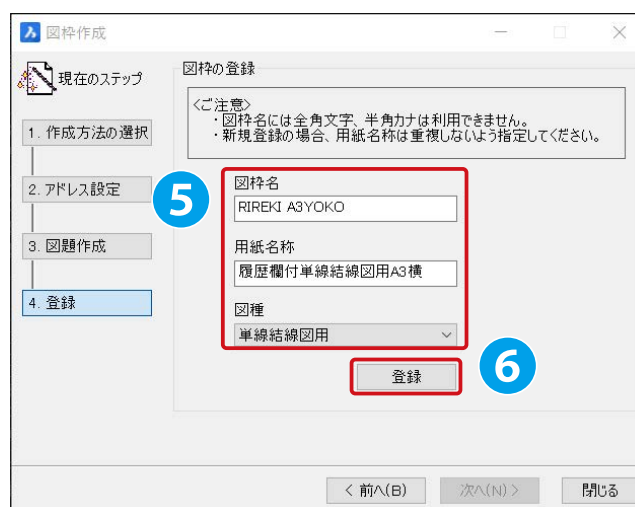 図枠作成
現在のステップ
1. 作成方法の選択
2. アドレス設定
3. 図題作成
4. 登録
図枠の登録
<ご注意>
・図枠名には全角文字、半角カナは利用できません。
・新規登録の場合、用紙名称は重複しないよう指定してください。
5
図枠名
RIREKI A3YOKO
用紙名称
履歴欄付単線結線図用A3横
図種
単線結線図用
登録
6
< 前へ(B)
次へ(N) >
閉じる